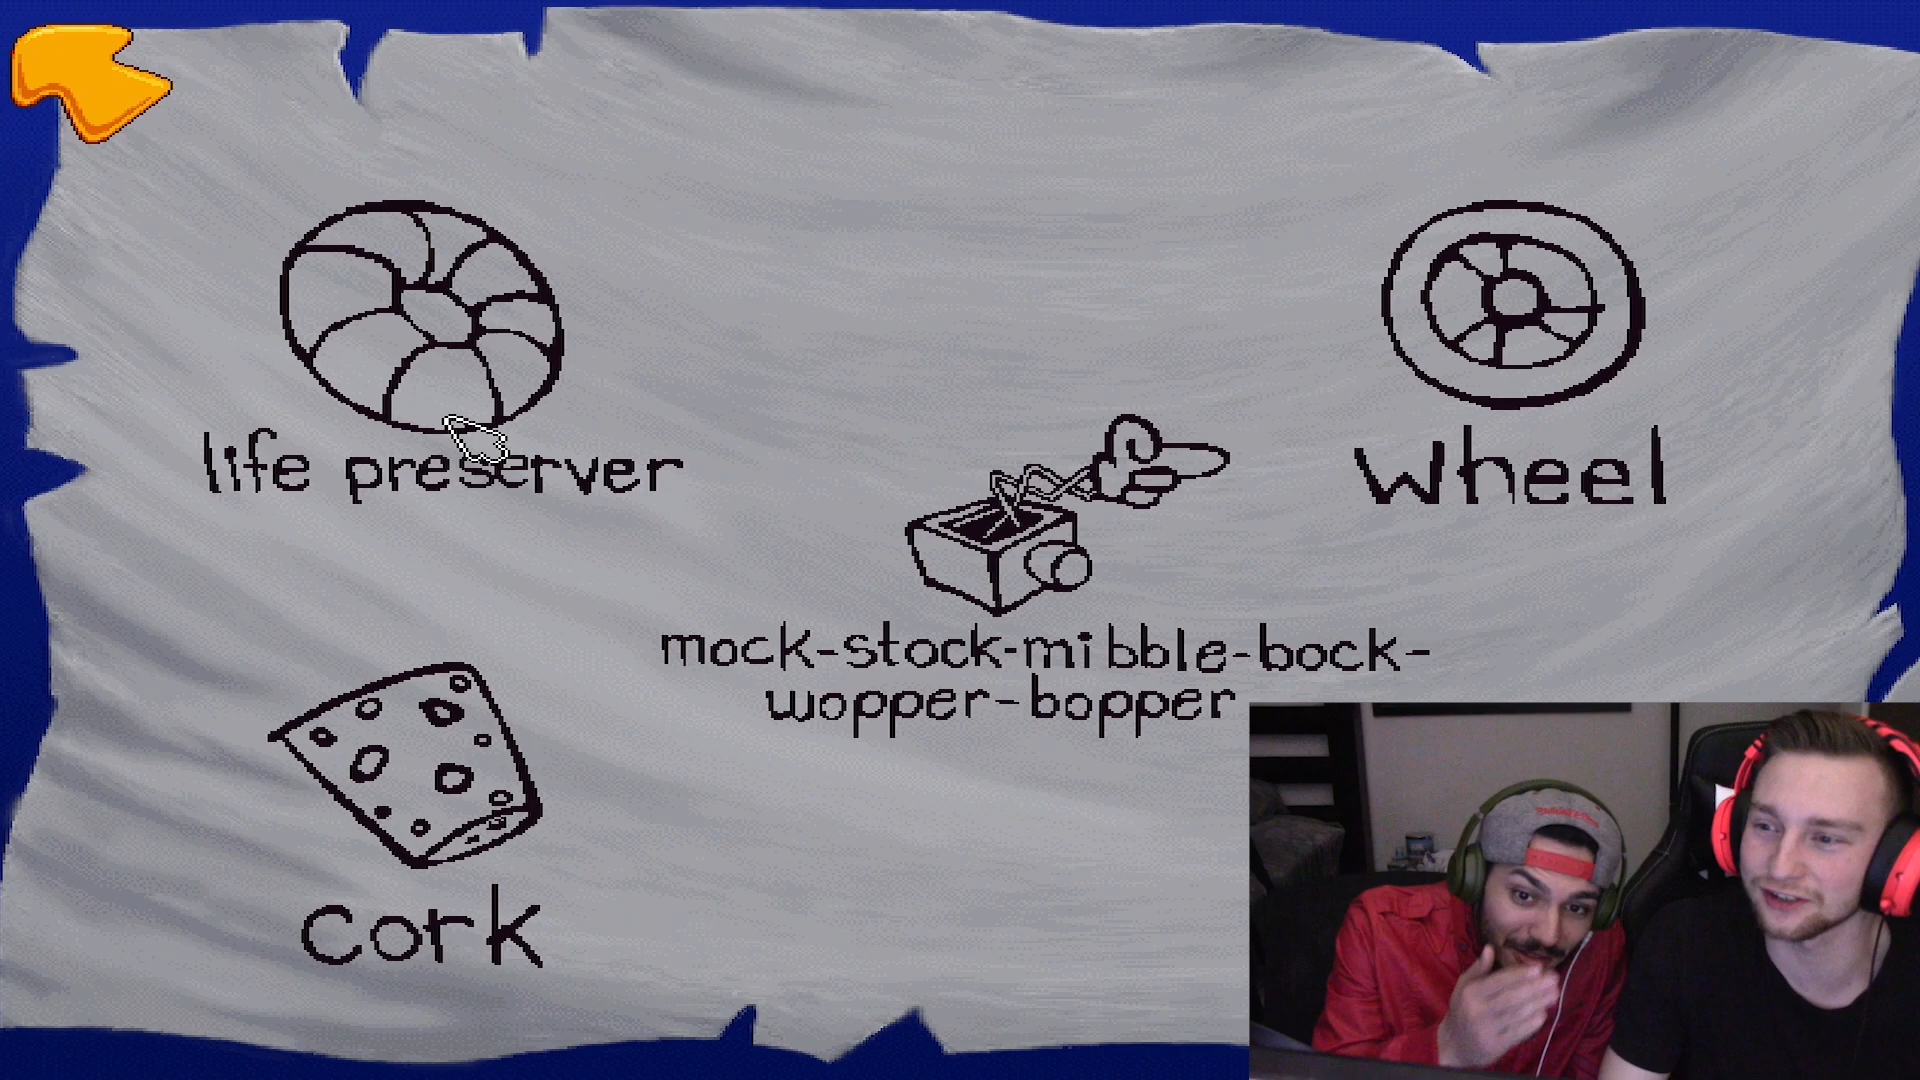 life preserver
Wheel
mock-stock-mibble-bock-
wopper-bopper
cork